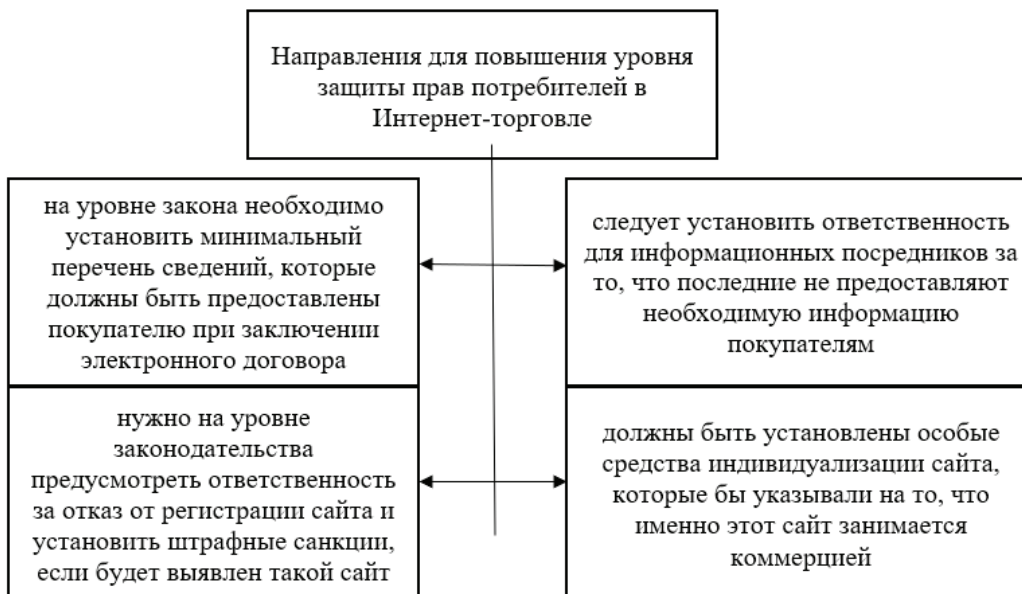 Направления для повышения уровня
защиты прав потребителей в
Интернет-торговле
на уровне закона необходимо
установить минимальный
перечень сведений, которые
должны быть предоставлены
покупателю при заключении
электронного договора
следует установить ответственность
для информационных посредников за
то, что последние не предоставляют
необходимую информацию
покупателям
нужно на уровне
законодательства
предусмотреть ответственность
за отказ от регистрации сайта и
установить штрафные санкции,
если будет выявлен такой сайт
должны быть установлены особые
средства индивидуализации сайта,
которые бы указывали на то, что
именно этот сайт занимается
коммерцией